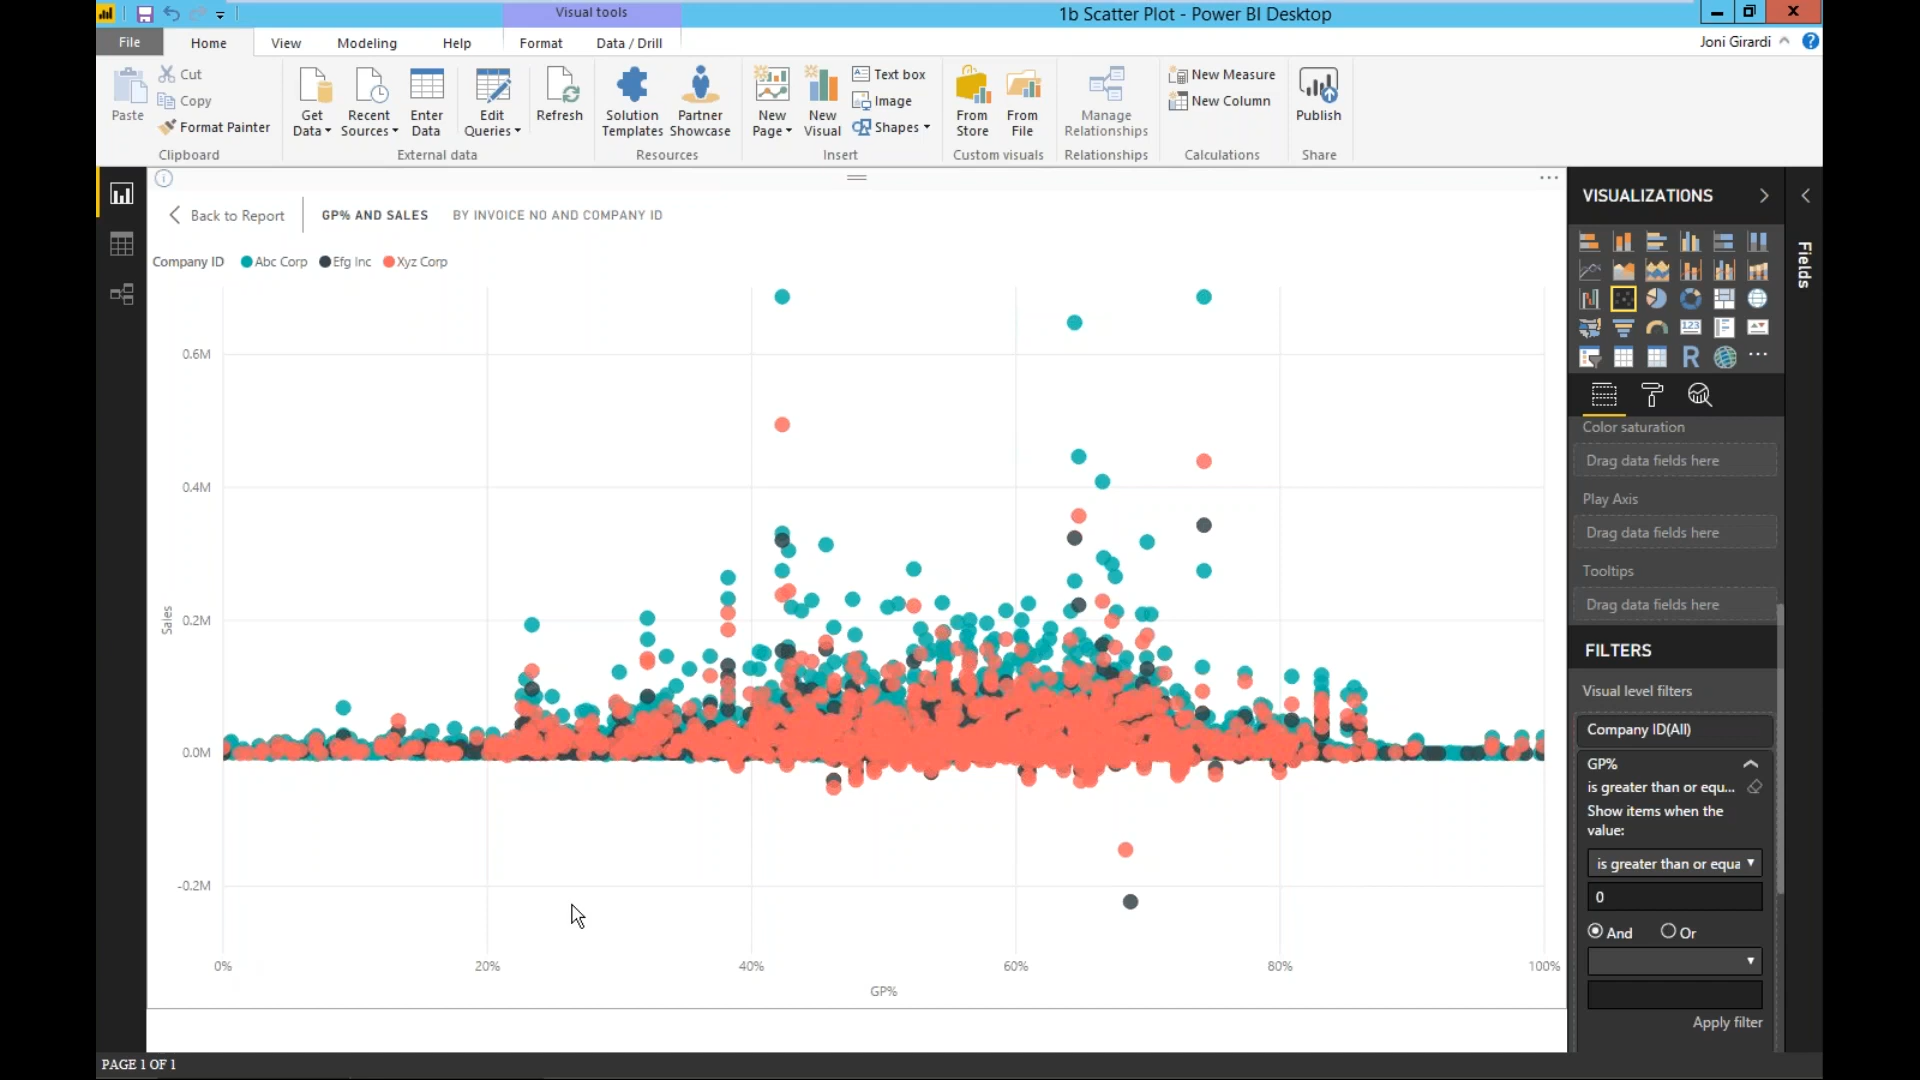 Visual tools
1b Scatter Plot - Power BI Desktop
File Home View Modeling Help Format Data / Drill
Joni Girardi
Paste
Cut
Copy
Format Painter
Clipboard
Get Data
Recent Sources
Enter Data
Edit Queries
External data
Refresh
Solution Templates
Partner Showcase
Resources
New Page
New Visual
Text box
Image
Shapes
Insert
From Store
From File
Custom visuals
Manage Relationships
Relationships
New Measure
New Column
Calculations
Publish
Share
Back to Report
GP% AND SALES BY INVOICE NO AND COMPANY ID
Company ID Abc Corp Efg Inc Xyz Corp
0.6M
0.4M
0.2M
0.0M
-0.2M
Sales
0% 20% 40% 60% 80% 100%
GP%
VISUALIZATIONS
Fields
123
R
Color saturation
Drag data fields here
Play Axis
Drag data fields here
Tooltips
Drag data fields here
FILTERS
Visual level filters
Company ID(All)
GP%
is greater than or equ...
Show items when the
value:
is greater than or equa
0
And Or
Apply filter
PAGE 1 OF 1